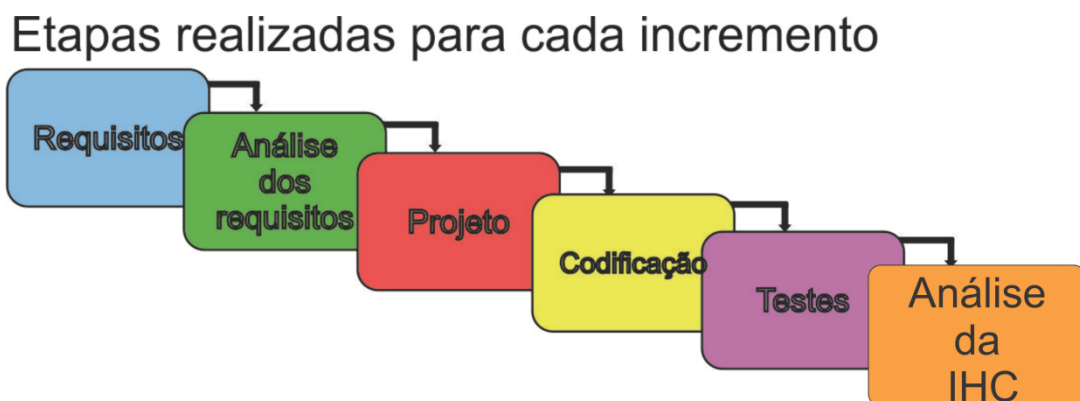 Etapas realizadas para cada incremento
Requisitos
Análise
dos
requisitos
Projeto
Codificação
Testes
Análise
da
IHC